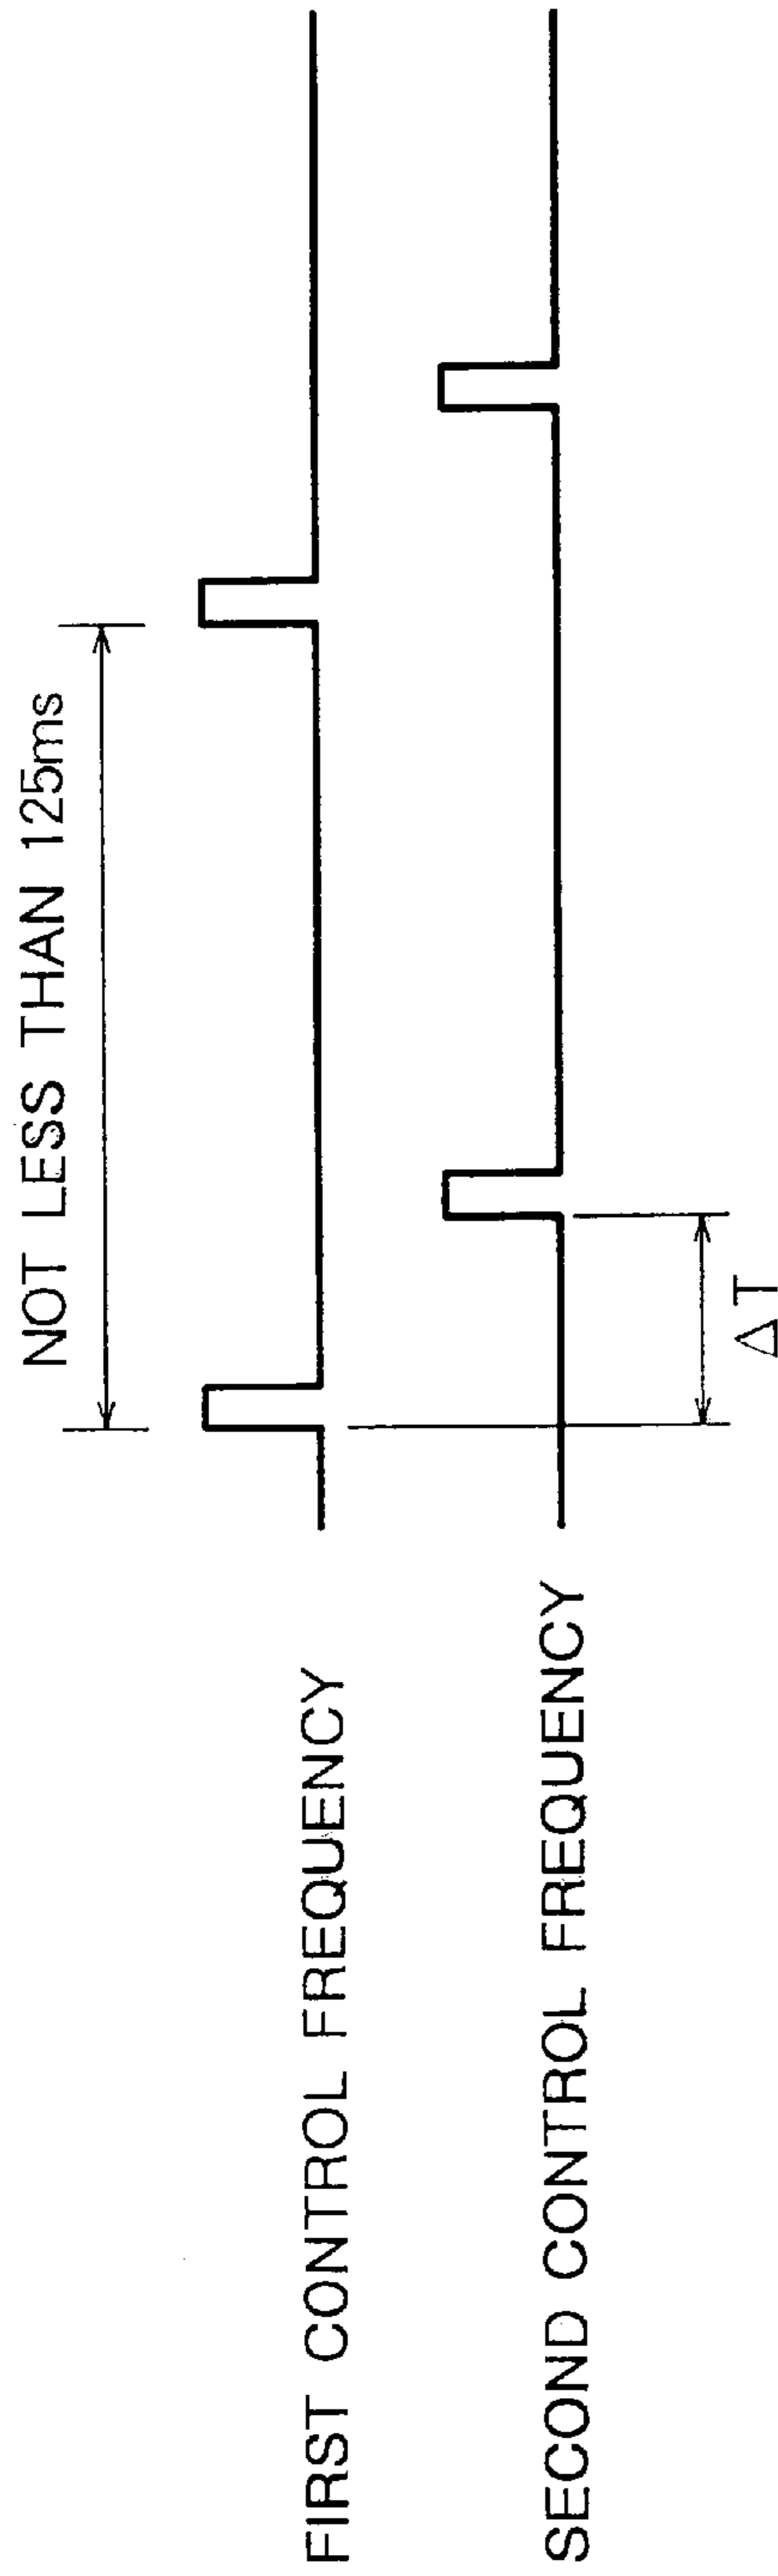 NOT LESS THAN 125ms
FIRST CONTROL FREQUENCY
SECOND CONTROL FREQUENCY
ΔT